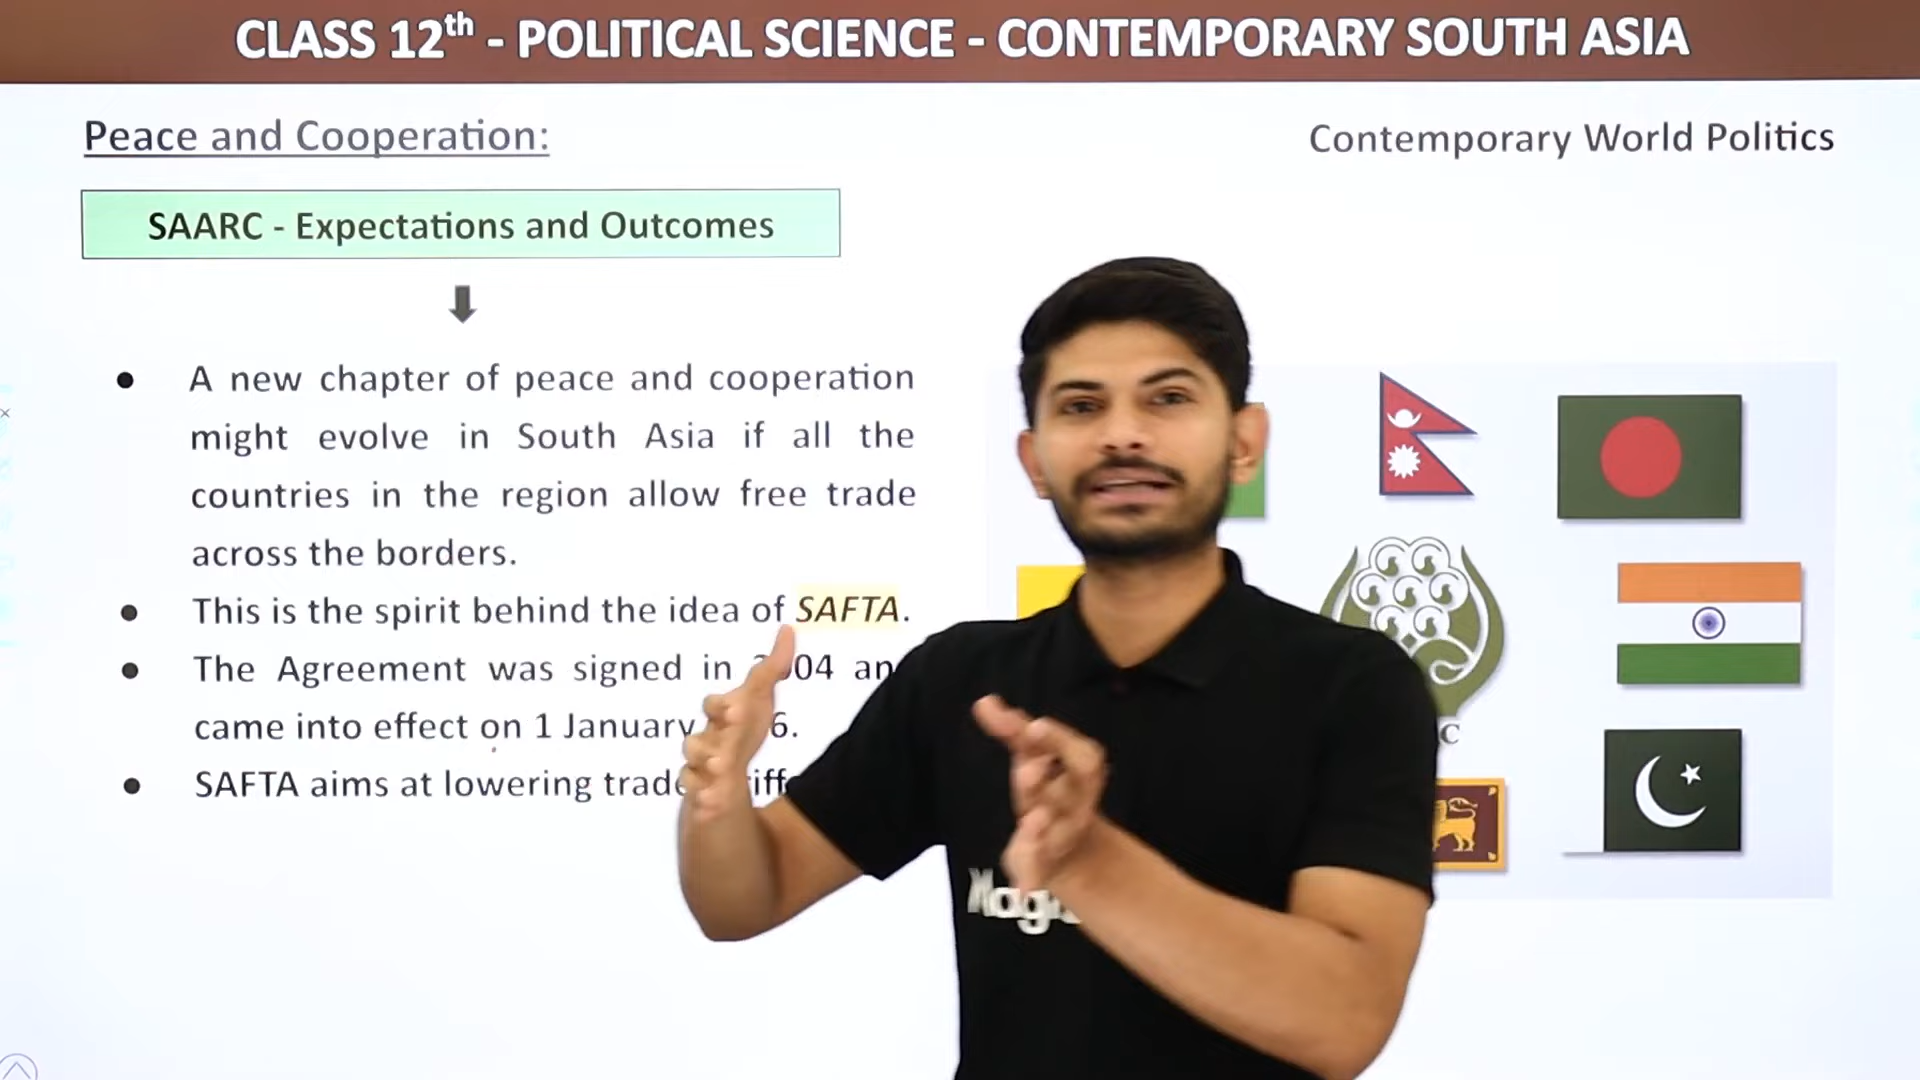 CLASS 12th - POLITICAL SCIENCE - CONTEMPORARY SOUTH ASIA
Peace and Cooperation:
Contemporary World Politics
SAARC - Expectations and Outcomes
● A new chapter of peace and cooperation
might evolve in South Asia if all the
countries in the region allow free trade
across the borders.
● This is the spirit behind the idea of SAFTA.
● The Agreement was signed in
came into effect on 1 January
● SAFTA aims at lowering